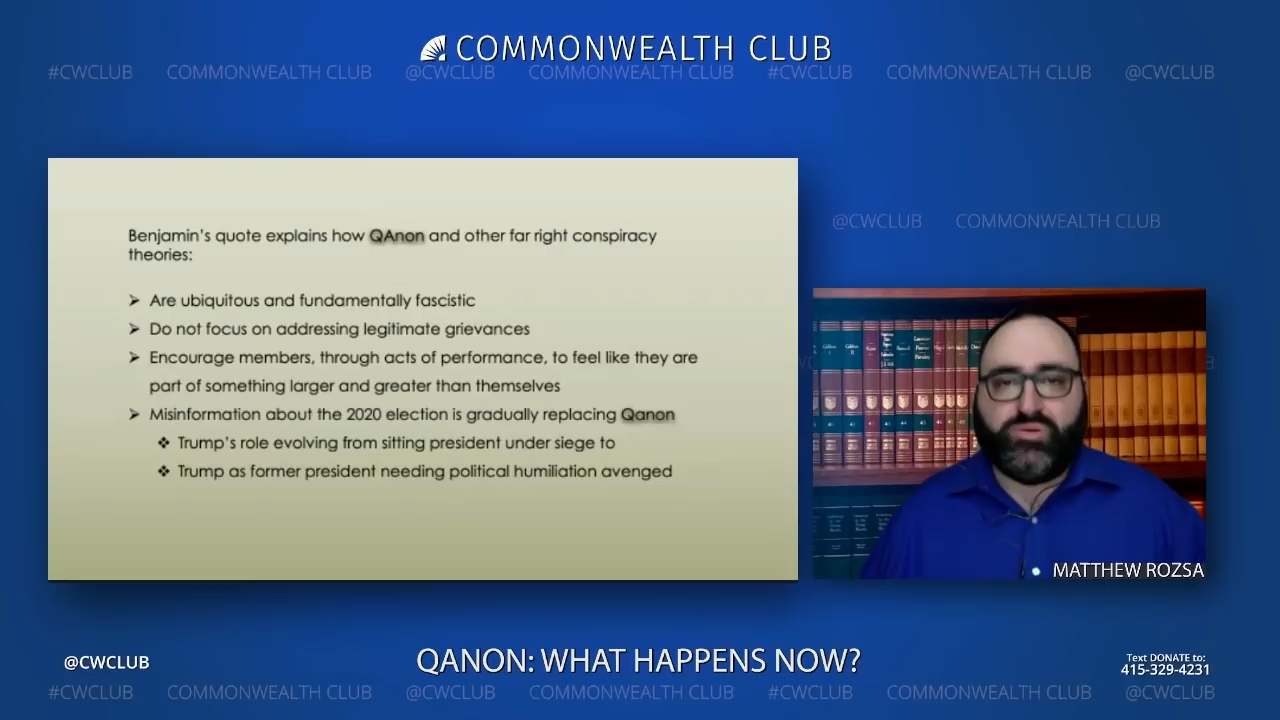 COMMONWEALTH CLUB
#CWCLUB COMMONWEALTH CLUB @CWCLUB COMMONWEALTH CLUB #CWCLUB COMMONWEALTH CLUB @CWCLUB
@CWCLUB COMMONWEALTH CLUB
Benjamin's quote explains how QAnon and other far right conspiracy
theories:
➢ Are ubiquitous and fundamentally fascistic
➢ Do not focus on addressing legitimate grievances
➢ Encourage members, through acts of performance, to feel like they are
part of something larger and greater than themselves
➢ Misinformation about the 2020 election is gradually replacing Qanon
❖ Trump's role evolving from sitting president under siege to
❖ Trump as former president needing political humiliation avenged
MATTHEW ROZSA
@CWCLUB
QANON: WHAT HAPPENS NOW?
Text DONATE to:
415-329-4231
#CWCLUB COMMONWEALTH CLUB @CWCLUB COMMONWEALTH CLUB #CWCLUB COMMONWEALTH CLUB @CWCLUB